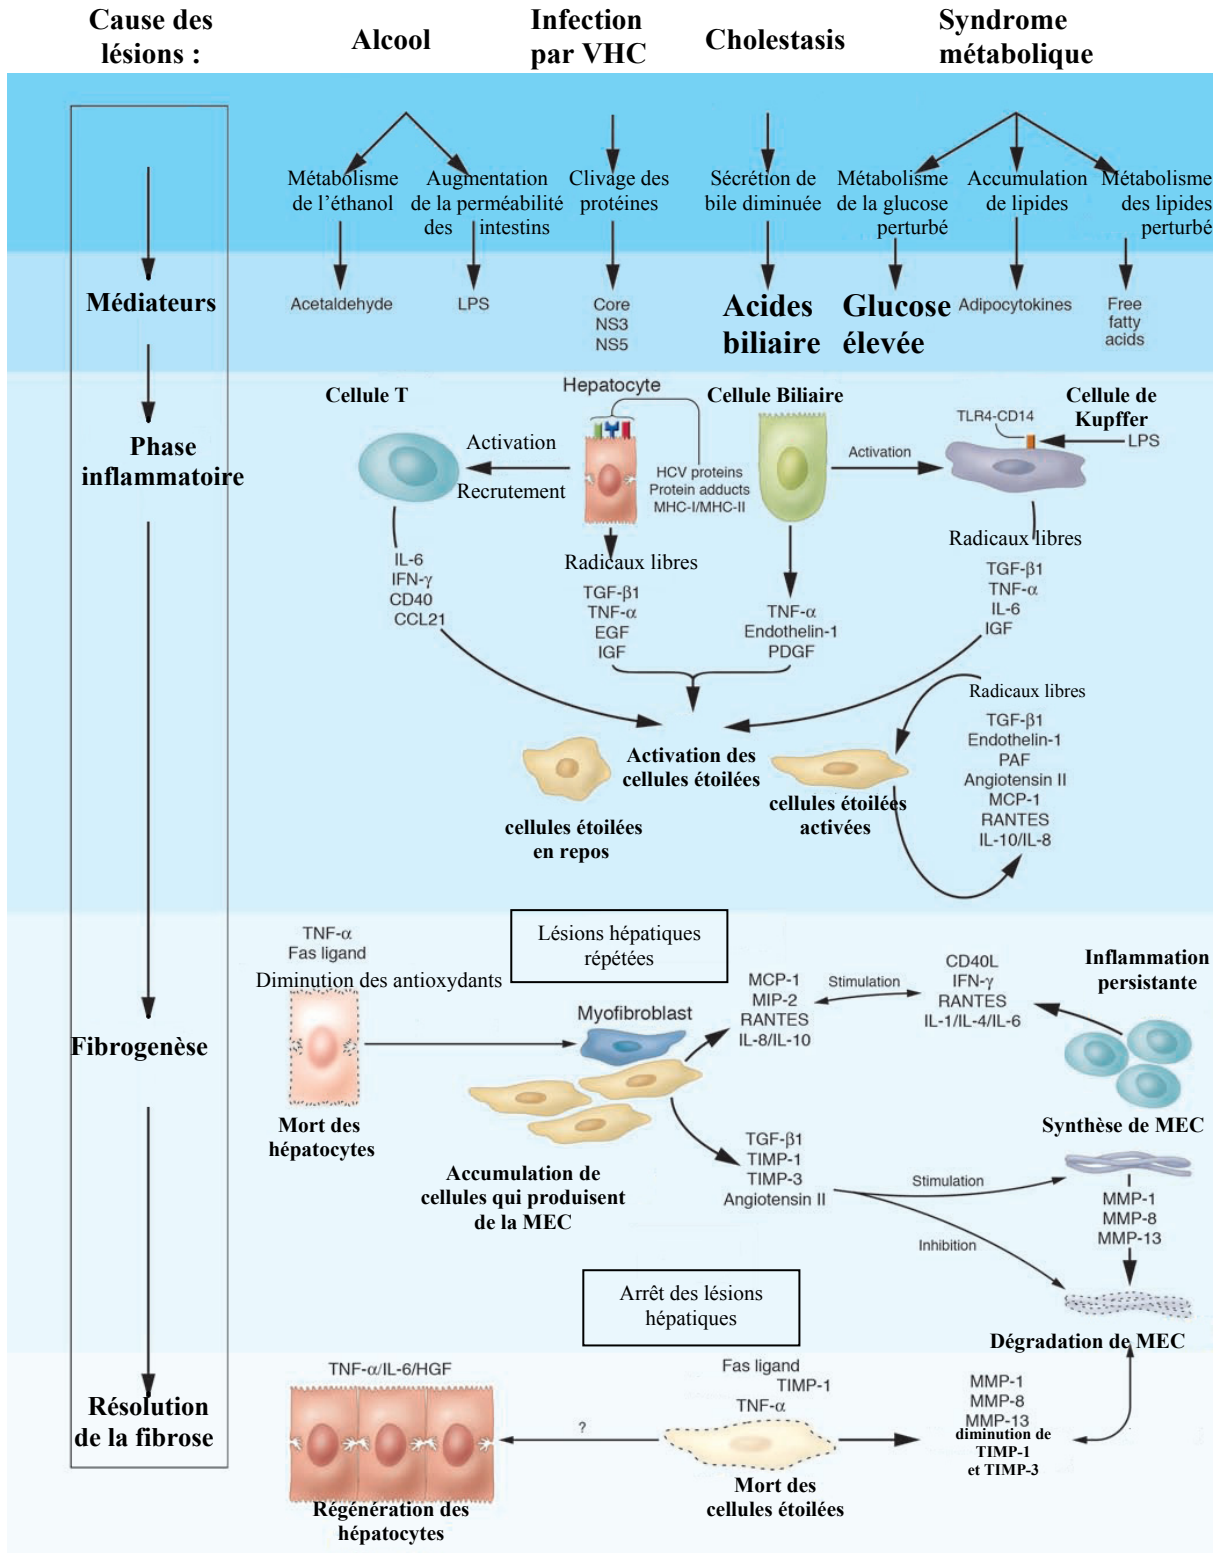 Cause des
lésions :
Alcool
Infection
par VHC
Cholestasis
Syndrome
métabolique
Métabolisme
de l'éthanol
Augmentation
de la perméabilité
des intestins
Clivage des
protéines
Sécrétion de
bile diminuée
Métabolisme
de la glucose
perturbé
Accumulation
de lipides
Métabolisme
des lipides
perturbé
Médiateurs
Acetaldehyde
LPS
Core
NS3
NS5
Acides
biliaire
Glucose
élevée
Adipocytokines
Free
fatty
acids
Phase
inflammatoire
Cellule T
Hepatocyte
Cellule Biliaire
Cellule de
Kupffer
TLR4-CD14
LPS
Activation
Recrutement
HCV proteins
Protein adducts
MHC-I/MHC-II
Activation
IL-6
IFN-γ
CD40
CCL21
Radicaux libres
TGF-β1
TNF-α
EGF
IGF
TNF-α
Endothelin-1
PDGF
Radicaux libres
TGF-β1
TNF-α
IL-6
IGF
Activation des
cellules étoilées
cellules étoilées
en repos
cellules étoilées
activées
Radicaux libres
TGF-β1
Endothelin-1
PAF
Angiotensin II
MCP-1
RANTES
IL-10/IL-8
Fibrogenèse
Lésions hépatiques
répétées
TNF-α
Fas ligand
Diminution des antioxydants
Mort des
hépatocytes
Myofibroblast
Accumulation de
cellules qui produisent
de la MEC
MCP-1
MIP-2
RANTES
IL-8/IL-10
Stimulation
CD40L
IFN-γ
RANTES
IL-1/IL-4/IL-6
Inflammation
persistante
Synthèse de MEC
TGF-β1
TIMP-1
TIMP-3
Angiotensin II
Stimulation
Inhibition
MMP-1
MMP-8
MMP-13
Dégradation de MEC
Arrêt des lésions
hépatiques
Résolution
de la fibrose
TNF-α/IL-6/HGF
Régénération des
hépatocytes
?
Fas ligand
TIMP-1
TNF-α
Mort des
cellules étoilées
MMP-1
MMP-8
MMP-13
diminution de
TIMP-1
et TIMP-3